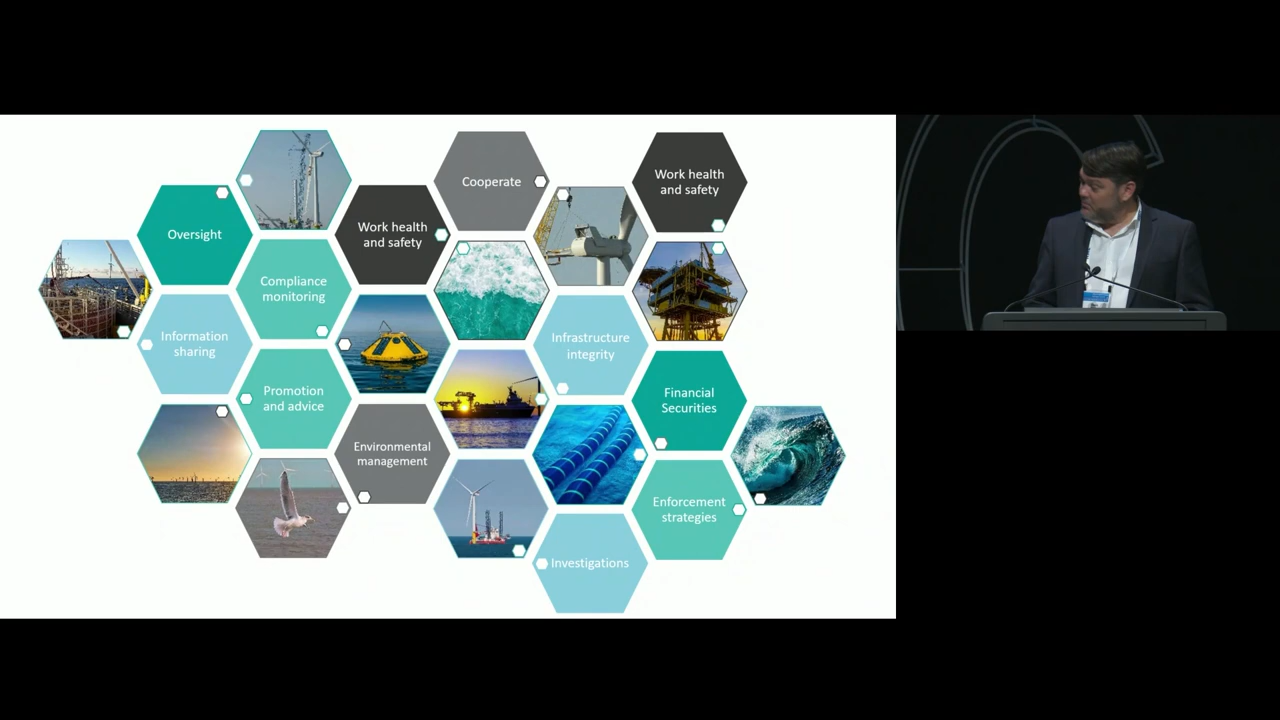 Cooperate
Work health
and safety
Oversight
Work health
and safety
Compliance
monitoring
Information
sharing
Infrastructure
integrity
Promotion
and advice
Financial
Securities
Environmental
management
Enforcement
strategies
Investigations